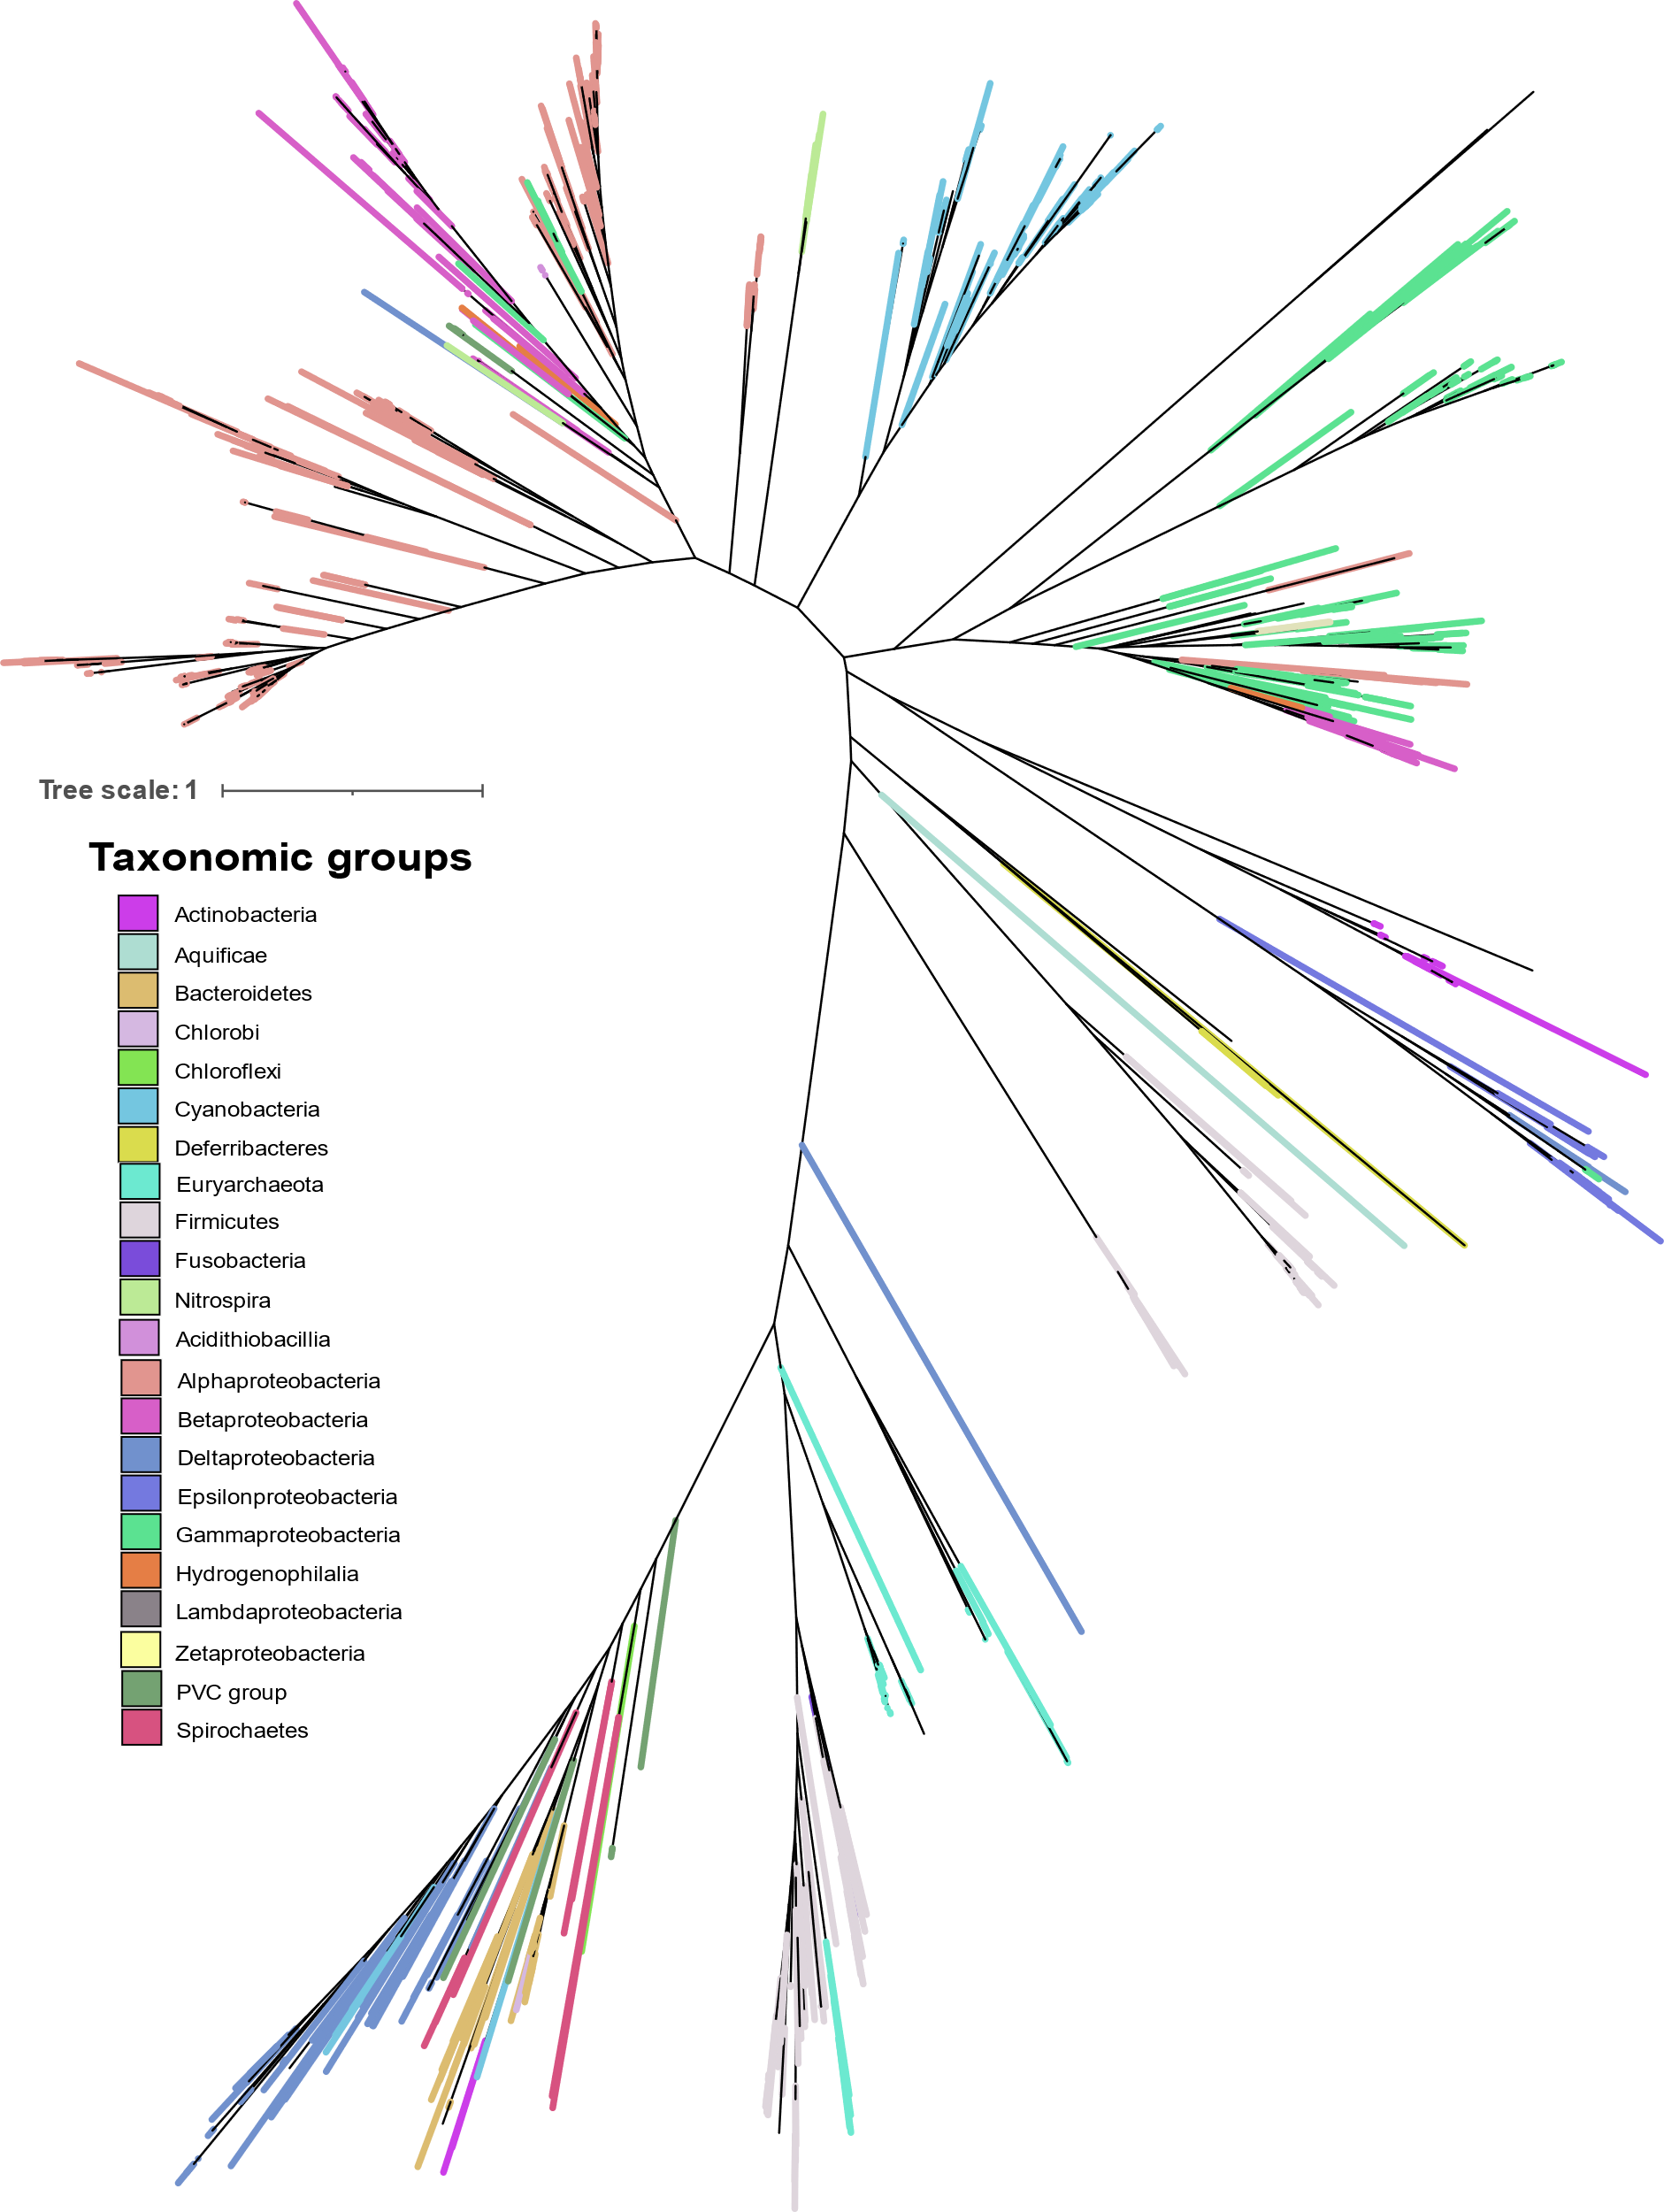 Tree scale: 1
Taxonomic groups
Actinobacteria
Aquificae
Bacteroidetes
Chlorobi
Chloroflexi
Cyanobacteria
Deferribacteres
Euryarchaeota
Firmicutes
Fusobacteria
Nitrospira
Acidithiobacillia
Alphaproteobacteria
Betaproteobacteria
Deltaproteobacteria
Epsilonproteobacteria
Gammaproteobacteria
Hydrogenophilalia
Lambdaproteobacteria
Zetaproteobacteria
PVC group
Spirochaetes